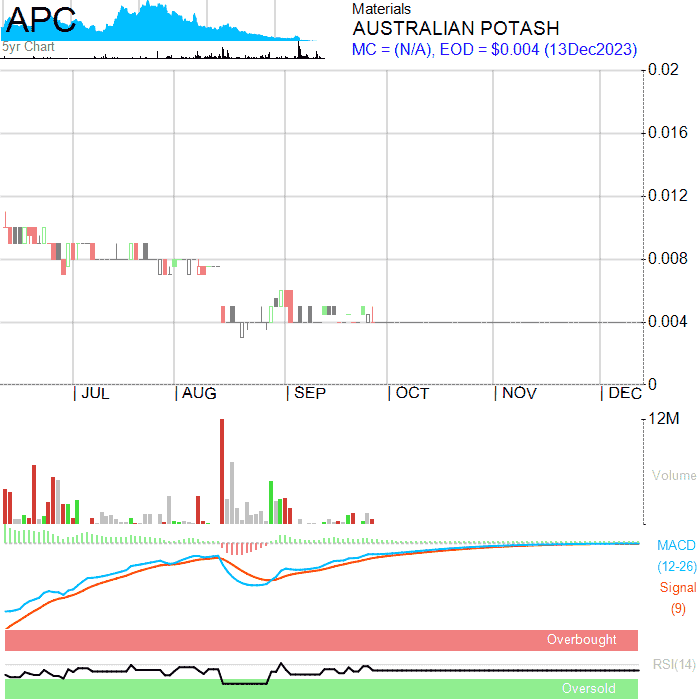 APC
5yr Chart
Materials
AUSTRALIAN POTASH
MC = (N/A), EOD = $0.004 (13Dec2023)
0.02
0.016
0.012
0.008
0.004
0
| JUL | AUG | SEP | OCT | NOV | DEC
12M
Volume
MACD
(12-26)
Signal
(9)
Overbought
RSI(14)
Oversold